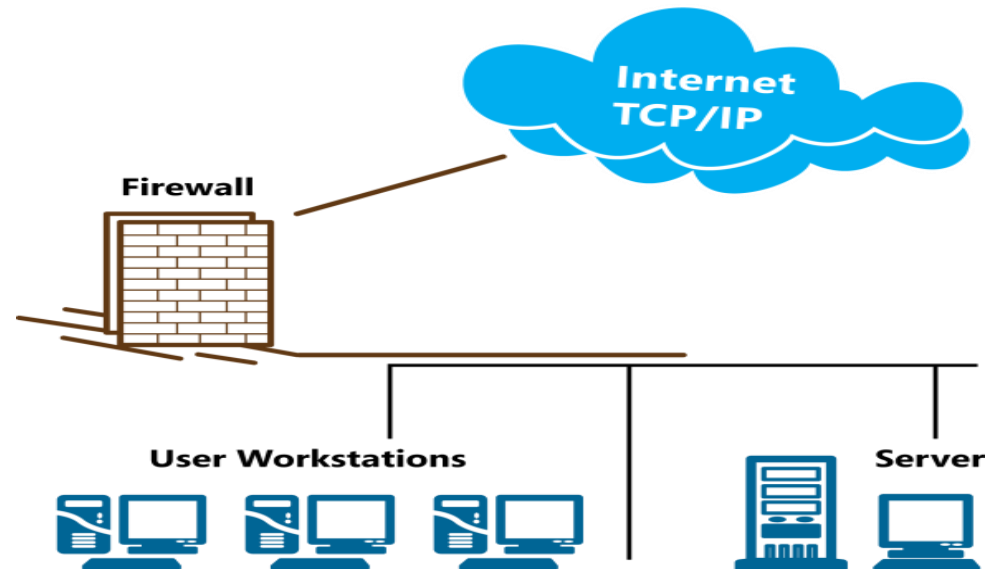 Internet
TCP/IP
Firewall
User Workstations
Server